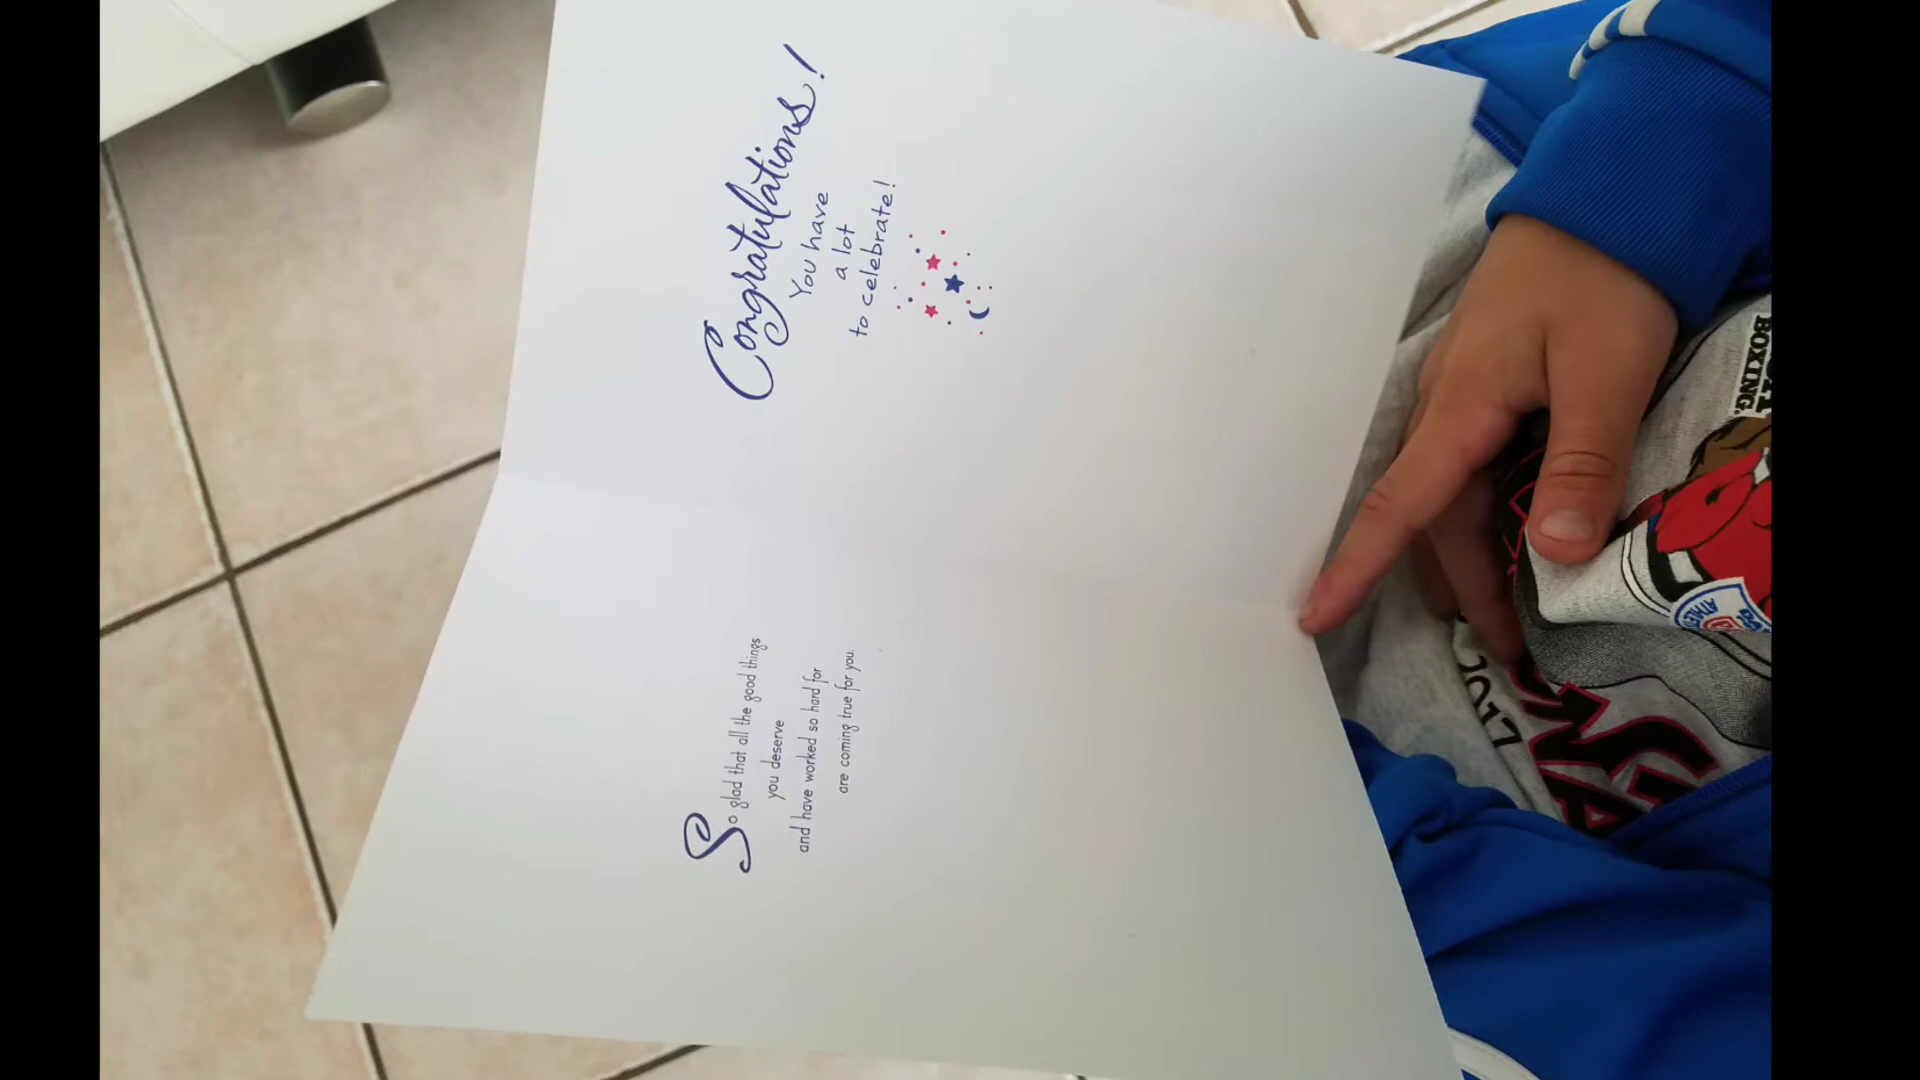 So glad that all the good things
you deserve
and have worked so hard for
are coming true for you.
Congratulations!
You have
a lot
to celebrate!
BOXING.
2017